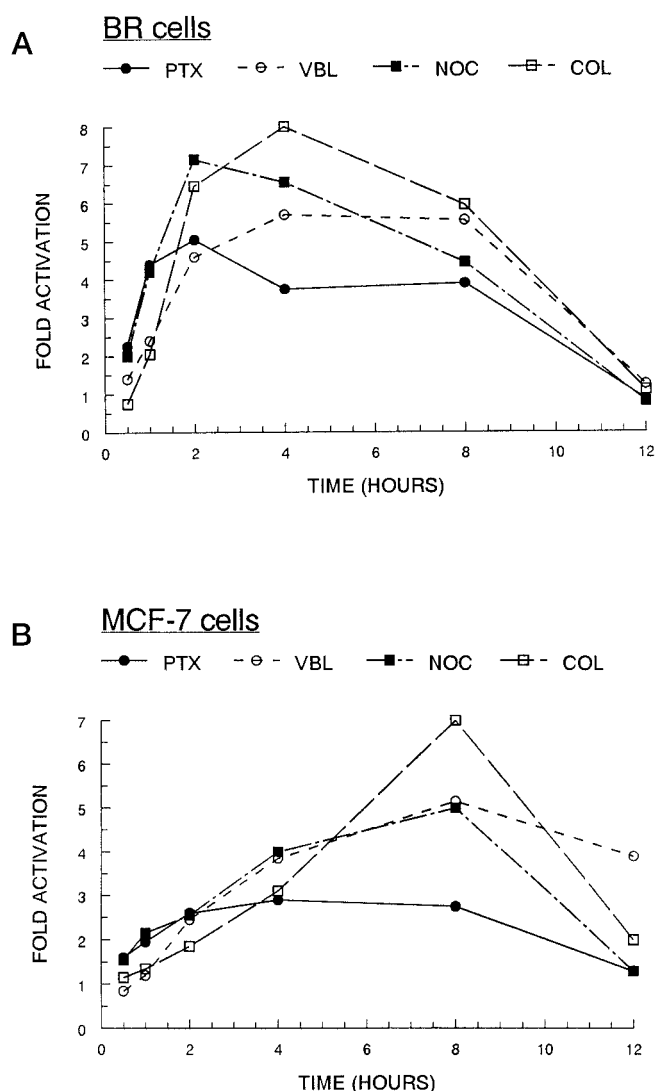 A
BR cells
PTX VBL NOC COL
8
7
6
5
4
3
2
1
0
FOLD ACTIVATION
0 2 4 6 8 10 12
TIME (HOURS)
B
MCF-7 cells
PTX VBL NOC COL
7
6
5
4
3
2
1
0
FOLD ACTIVATION
0 2 4 6 8 10 12
TIME (HOURS)